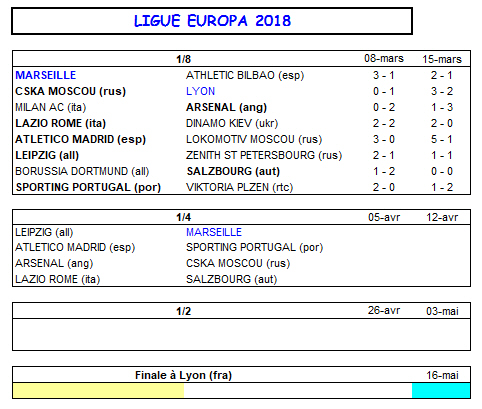 LIGUE EUROPA 2018
1/8 08-mars 15-mars
MARSEILLE ATHLETIC BILBAO (esp) 3 - 1 2 - 1
CSKA MOSCOU (rus) LYON 0 - 1 3 - 2
MILAN AC (ita) ARSENAL (ang) 0 - 2 1 - 3
LAZIO ROME (ita) DINAMO KIEV (ukr) 2 - 2 2 - 0
ATLETICO MADRID (esp) LOKOMOTIV MOSCOU (rus) 3 - 0 5 - 1
LEIPZIG (all) ZENITH ST PETERSBOURG (rus) 2 - 1 1 - 1
BORUSSIA DORTMUND (all) SALZBOURG (aut) 1 - 2 0 - 0
SPORTING PORTUGAL (por) VIKTORIA PLZEN (rtc) 2 - 0 1 - 2
1/4 05-avr 12-avr
LEIPZIG (all) MARSEILLE
ATLETICO MADRID (esp) SPORTING PORTUGAL (por)
ARSENAL (ang) CSKA MOSCOU (rus)
LAZIO ROME (ita) SALZBOURG (aut)
1/2 26-avr 03-mai
Finale à Lyon (fra) 16-mai